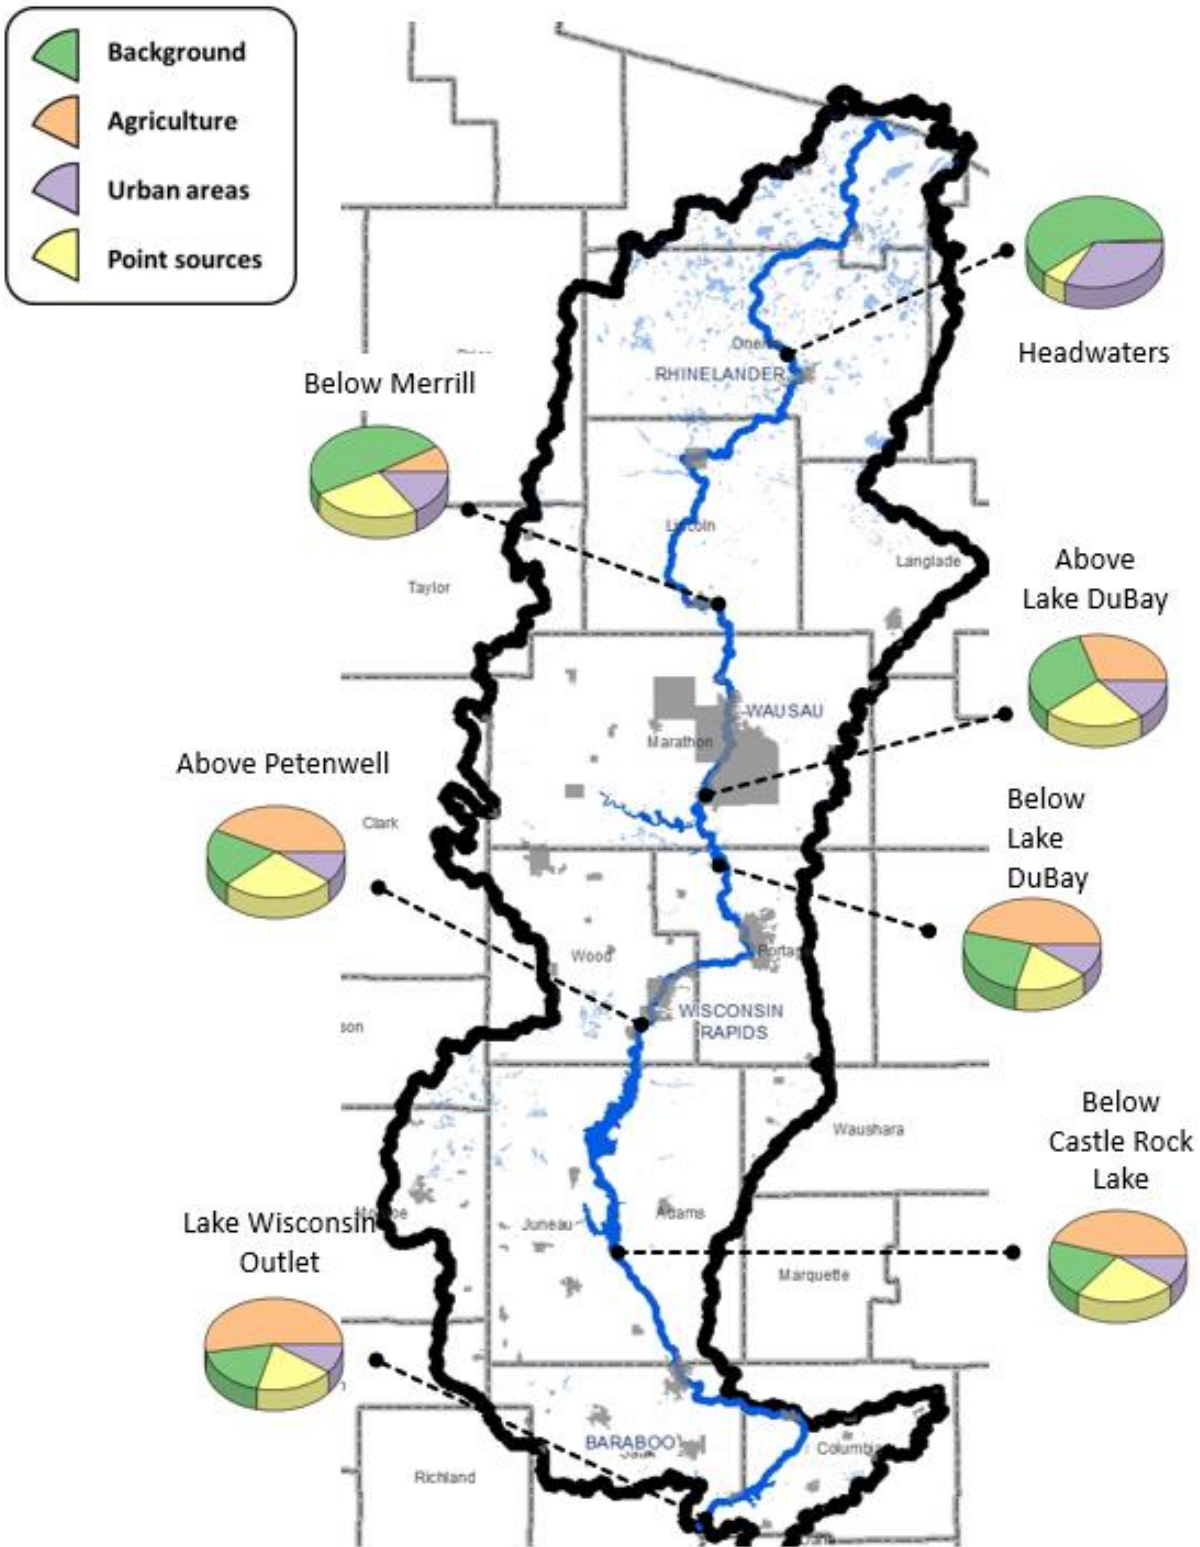 Background
Agriculture
Urban areas
Point sources
Headwaters
RHINELANDER
Below Merrill
Lincoln
Langlade
Above
Lake DuBay
Taylor
WAUSAU
Marathon
Above Petenwell
Below
Lake
DuBay
Clark
Wood
WISCONSIN
RAPIDS
Below
Castle Rock
Lake
Waushara
Lake Wisconsin
Outlet
Juneau
Adams
Marquette
BARABOO
Columbia
Richland